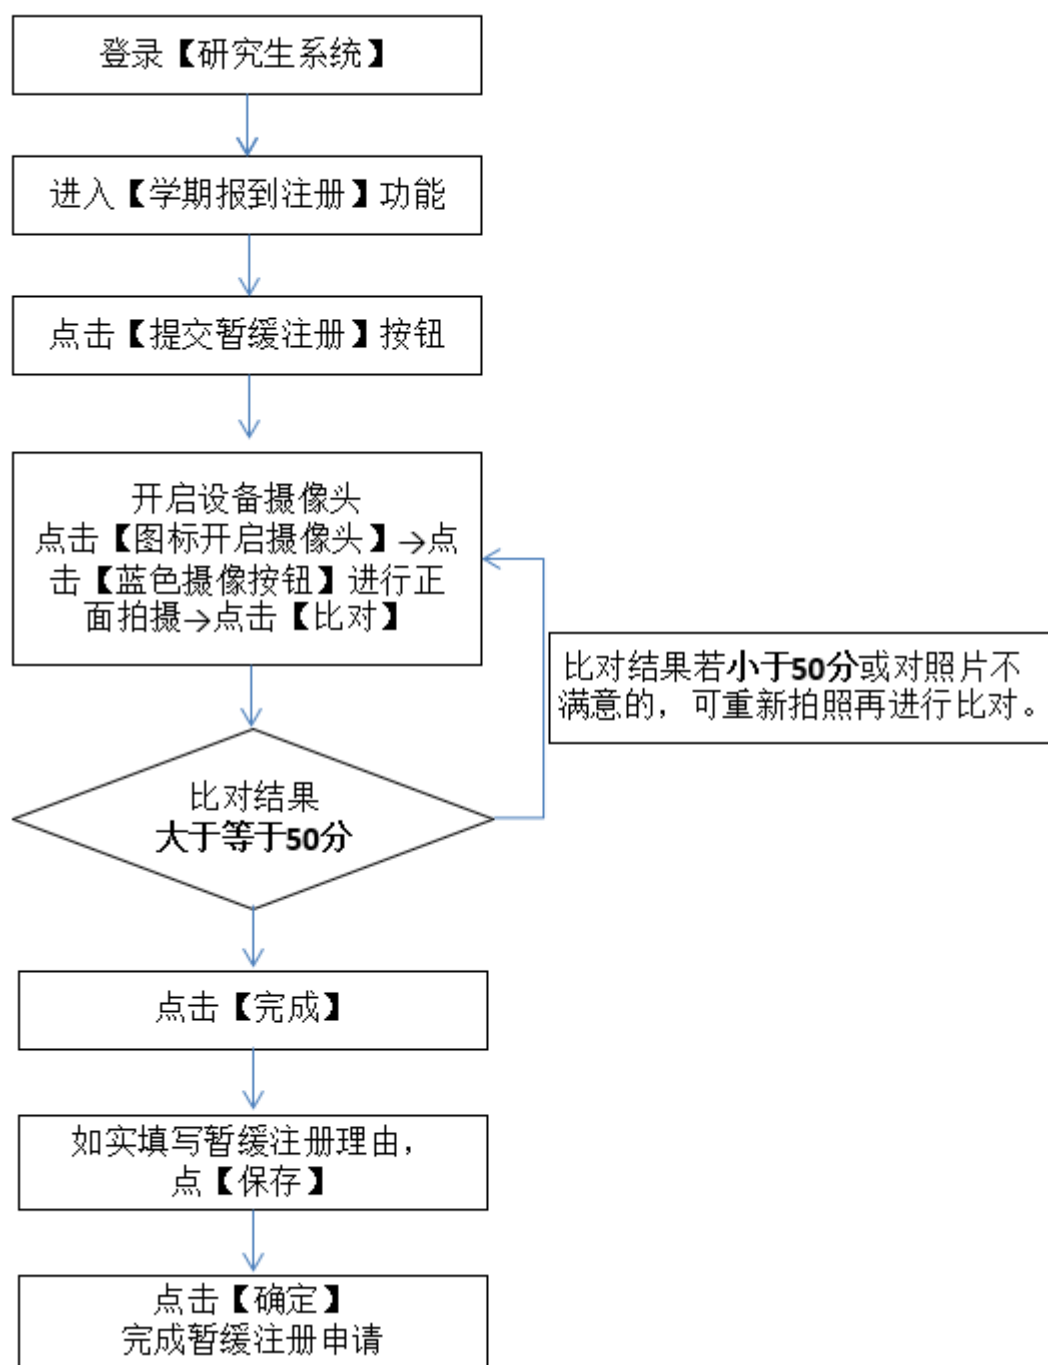 登录【研究生系统】
进入【学期报到注册】功能
点击【提交暂缓注册】按钮
开启设备摄像头
点击【图标开启摄像头】→点
击【蓝色摄像按钮】进行正
面拍摄→点击【比对】
比对结果若小于50分或对照片不
满意的，可重新拍照再进行比对。
比对结果
大于等于50分
点击【完成】
如实填写暂缓注册理由，
点【保存】
点击【确定】
完成暂缓注册申请